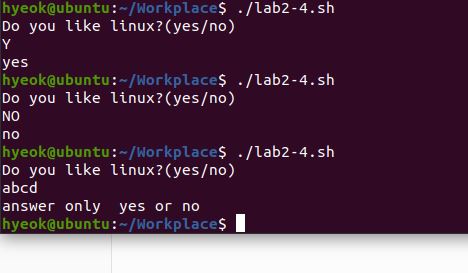 hyeok@ubuntu:~/Workplace$ ./lab2-4.sh
Do you like linux?(yes/no)
Y
yes
hyeok@ubuntu:~/Workplace$ ./lab2-4.sh
Do you like linux?(yes/no)
NO
no
hyeok@ubuntu:~/Workplace$ ./lab2-4.sh
Do you like linux?(yes/no)
abcd
answer only  yes or no
hyeok@ubuntu:~/Workplace$